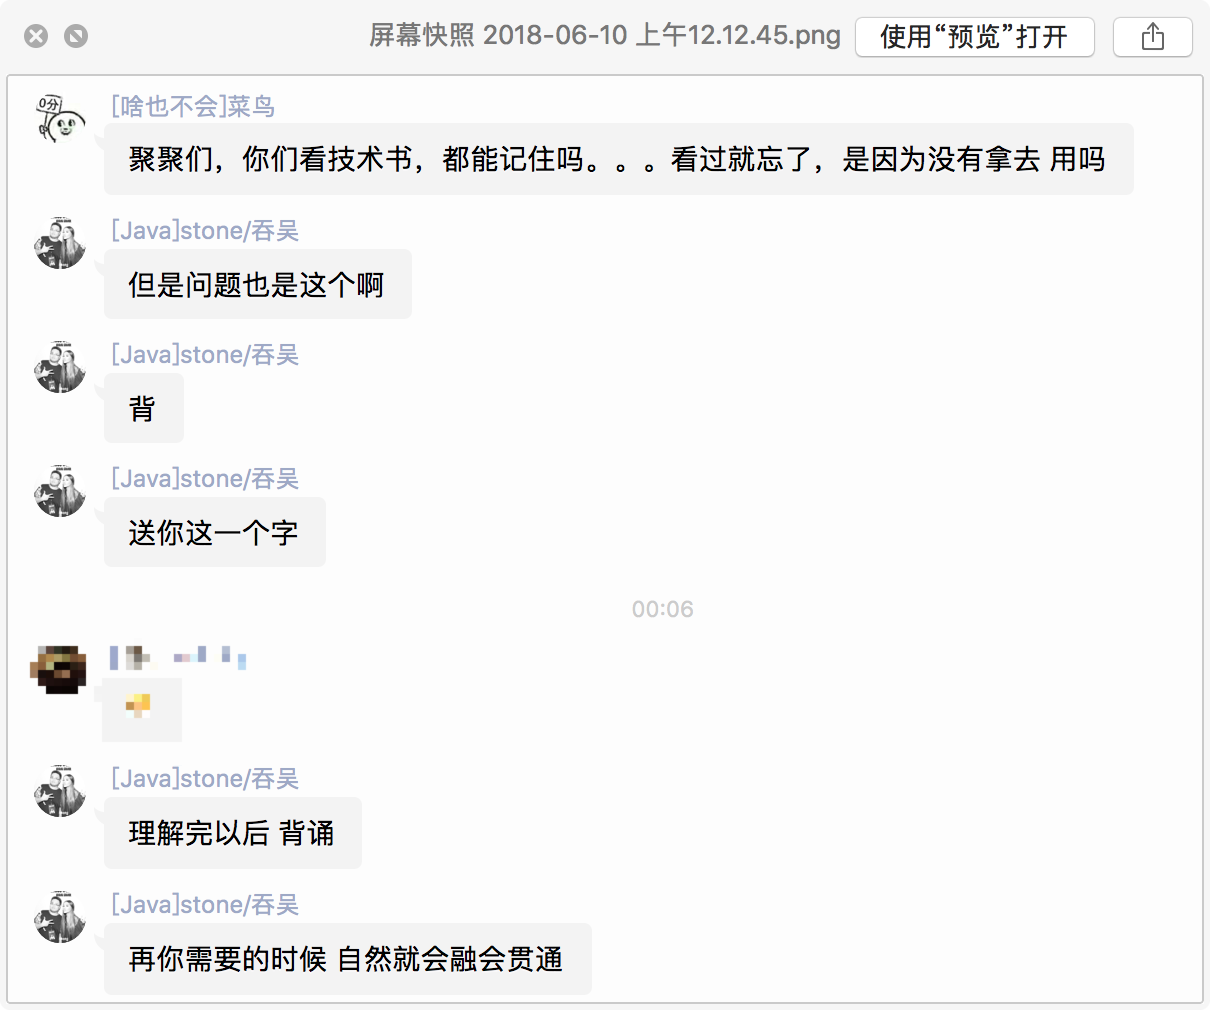 屏幕快照 2018-06-10 上午12.12.45.png
使用“预览”打开
0分
[啥也不会]菜鸟
聚聚们，你们看技术书，都能记住吗。。。看过就忘了，是因为没有拿去 用吗
[Java]stone/吞吴
但是问题也是这个啊
[Java]stone/吞吴
背
[Java]stone/吞吴
送你这一个字
00:06
[Java]stone/吞吴
理解完以后 背诵
[Java]stone/吞吴
再你需要的时候 自然就会融会贯通